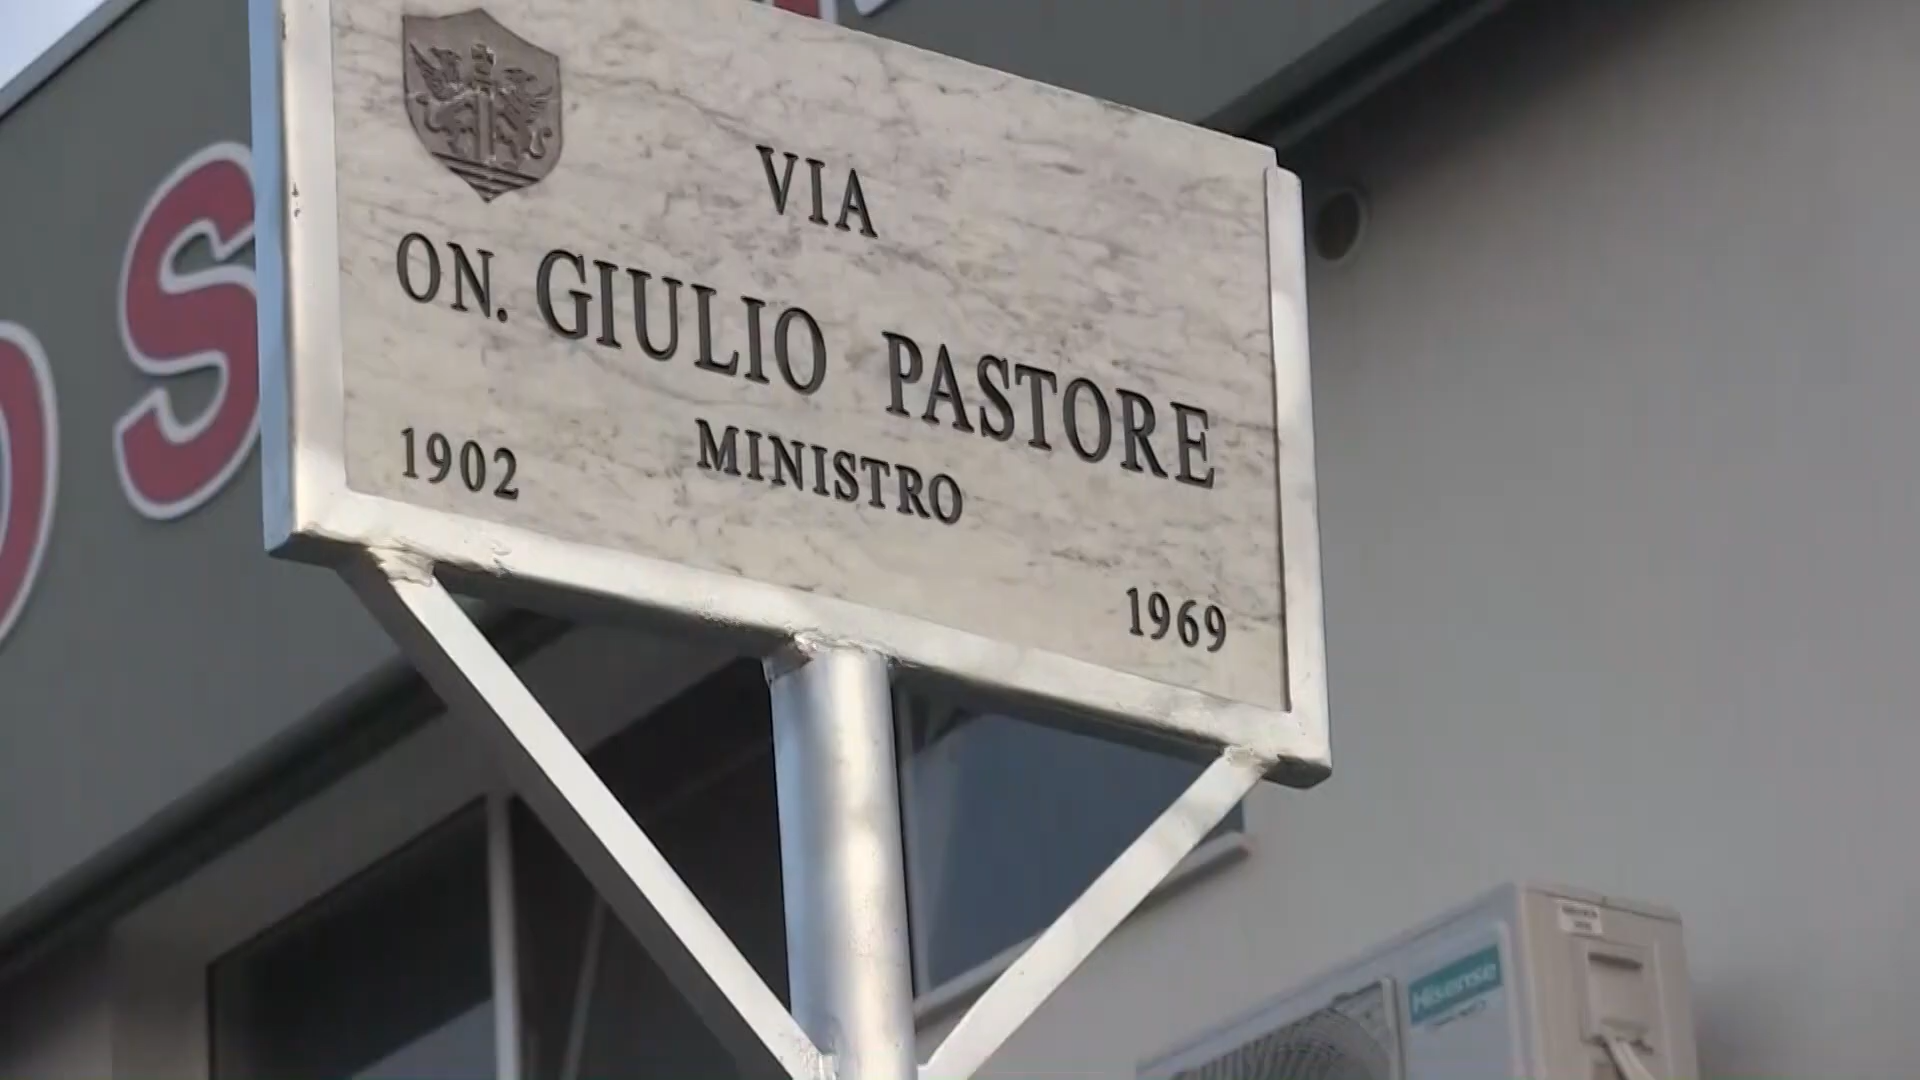 S
VIA
ON. GIULIO PASTORE
MINISTRO
1902
1969
Hisense